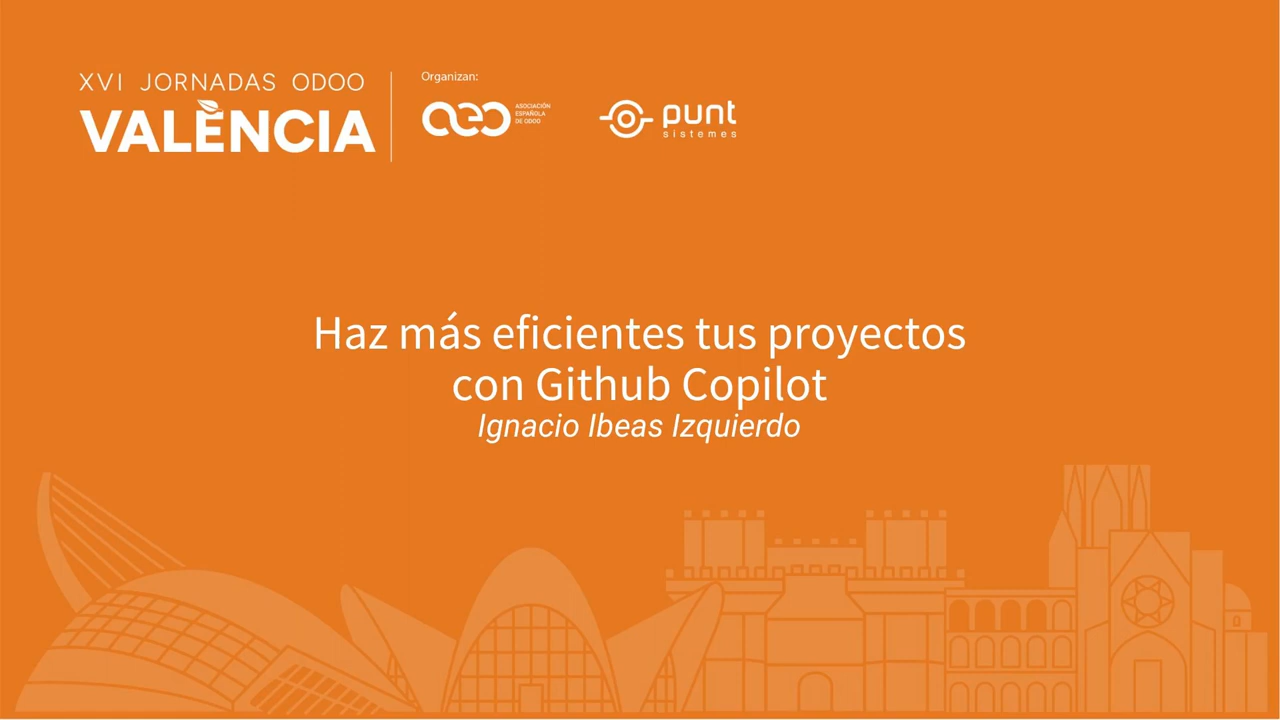 XVI JORNADAS ODOO
VALÈNCIA
Organizan:
aeo
ASOCIACIÓN
ESPAÑOLA
DE ODOO
punt
sistemes
Haz más eficientes tus proyectos
con Github Copilot
Ignacio Ibeas Izquierdo